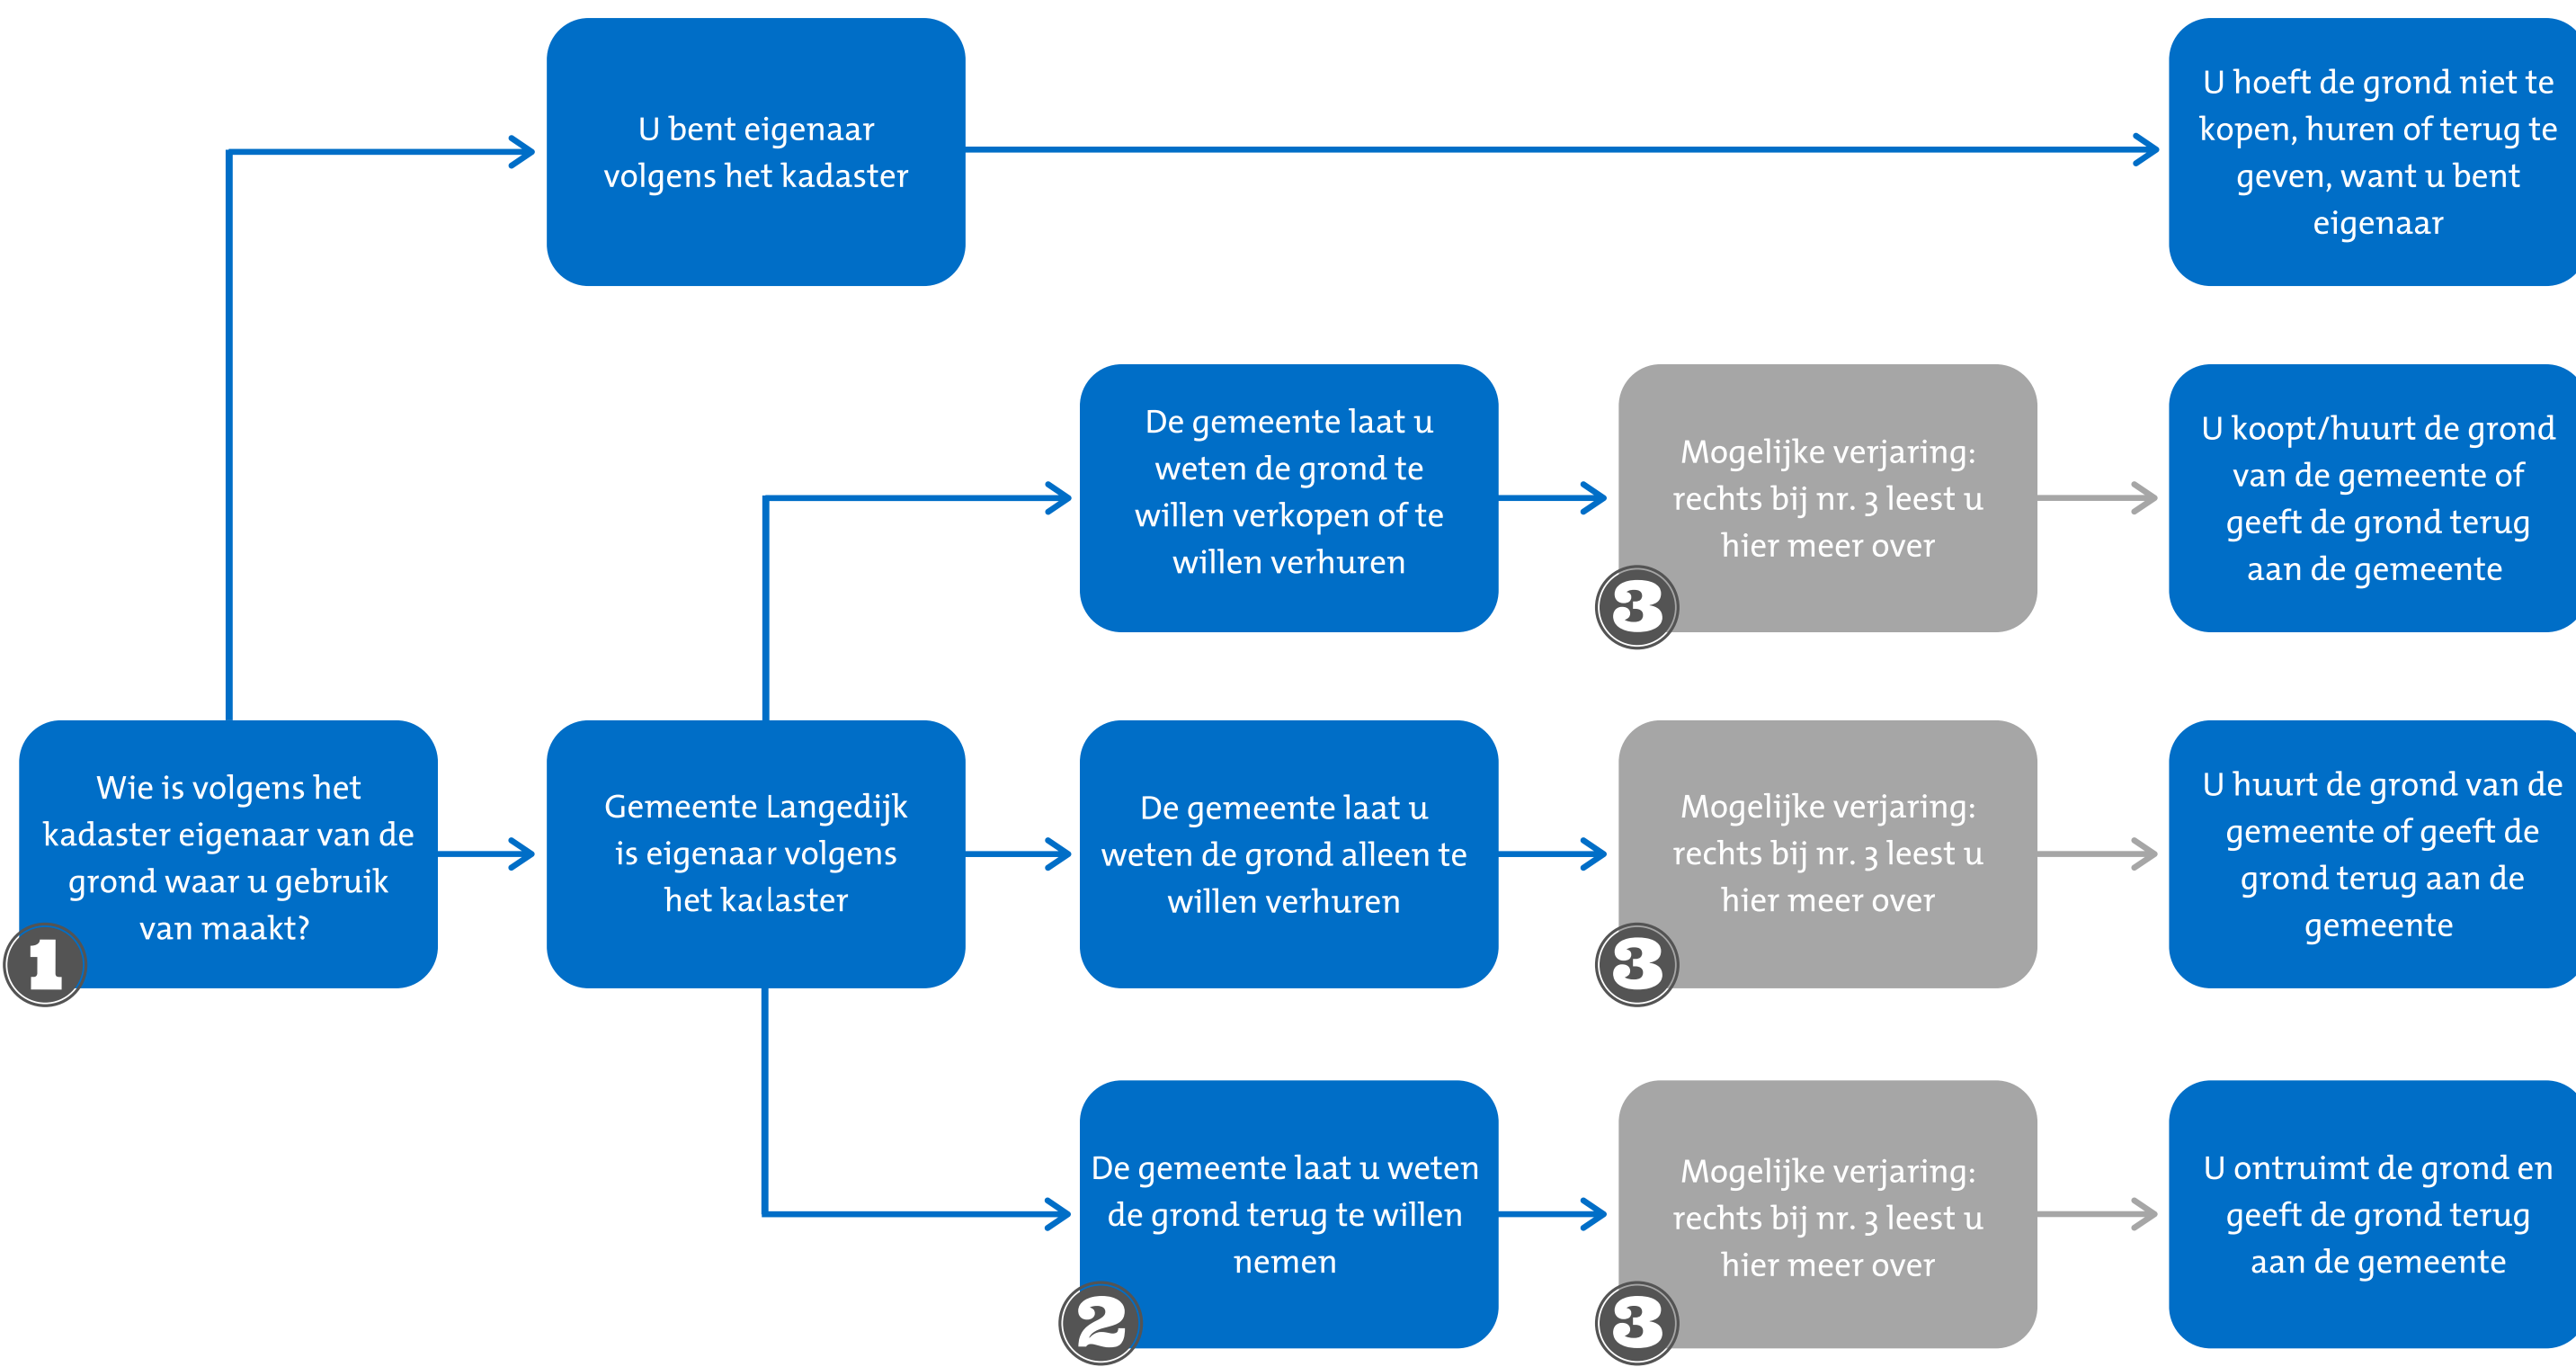 U bent eigenaar
volgens het kadaster
U hoeft de grond niet te
kopen, huren of terug te
geven, want u bent
eigenaar
De gemeente laat u
weten de grond te
willen verkopen of te
willen verhuren
Mogelijke verjaring:
rechts bij nr. 3 leest u
hier meer over
3
U koopt/huurt de grond
van de gemeente of
geeft de grond terug
aan de gemeente
Wie is volgens het
kadaster eigenaar van de
grond waar u gebruik
van maakt?
1
Gemeente Langedijk
is eigenaar volgens
het kadaster
De gemeente laat u
weten de grond alleen te
willen verhuren
Mogelijke verjaring:
rechts bij nr. 3 leest u
hier meer over
3
U huurt de grond van de
gemeente of geeft de
grond terug aan de
gemeente
De gemeente laat u weten
de grond terug te willen
nemen
2
Mogelijke verjaring:
rechts bij nr. 3 leest u
hier meer over
3
U ontruimt de grond en
geeft de grond terug
aan de gemeente